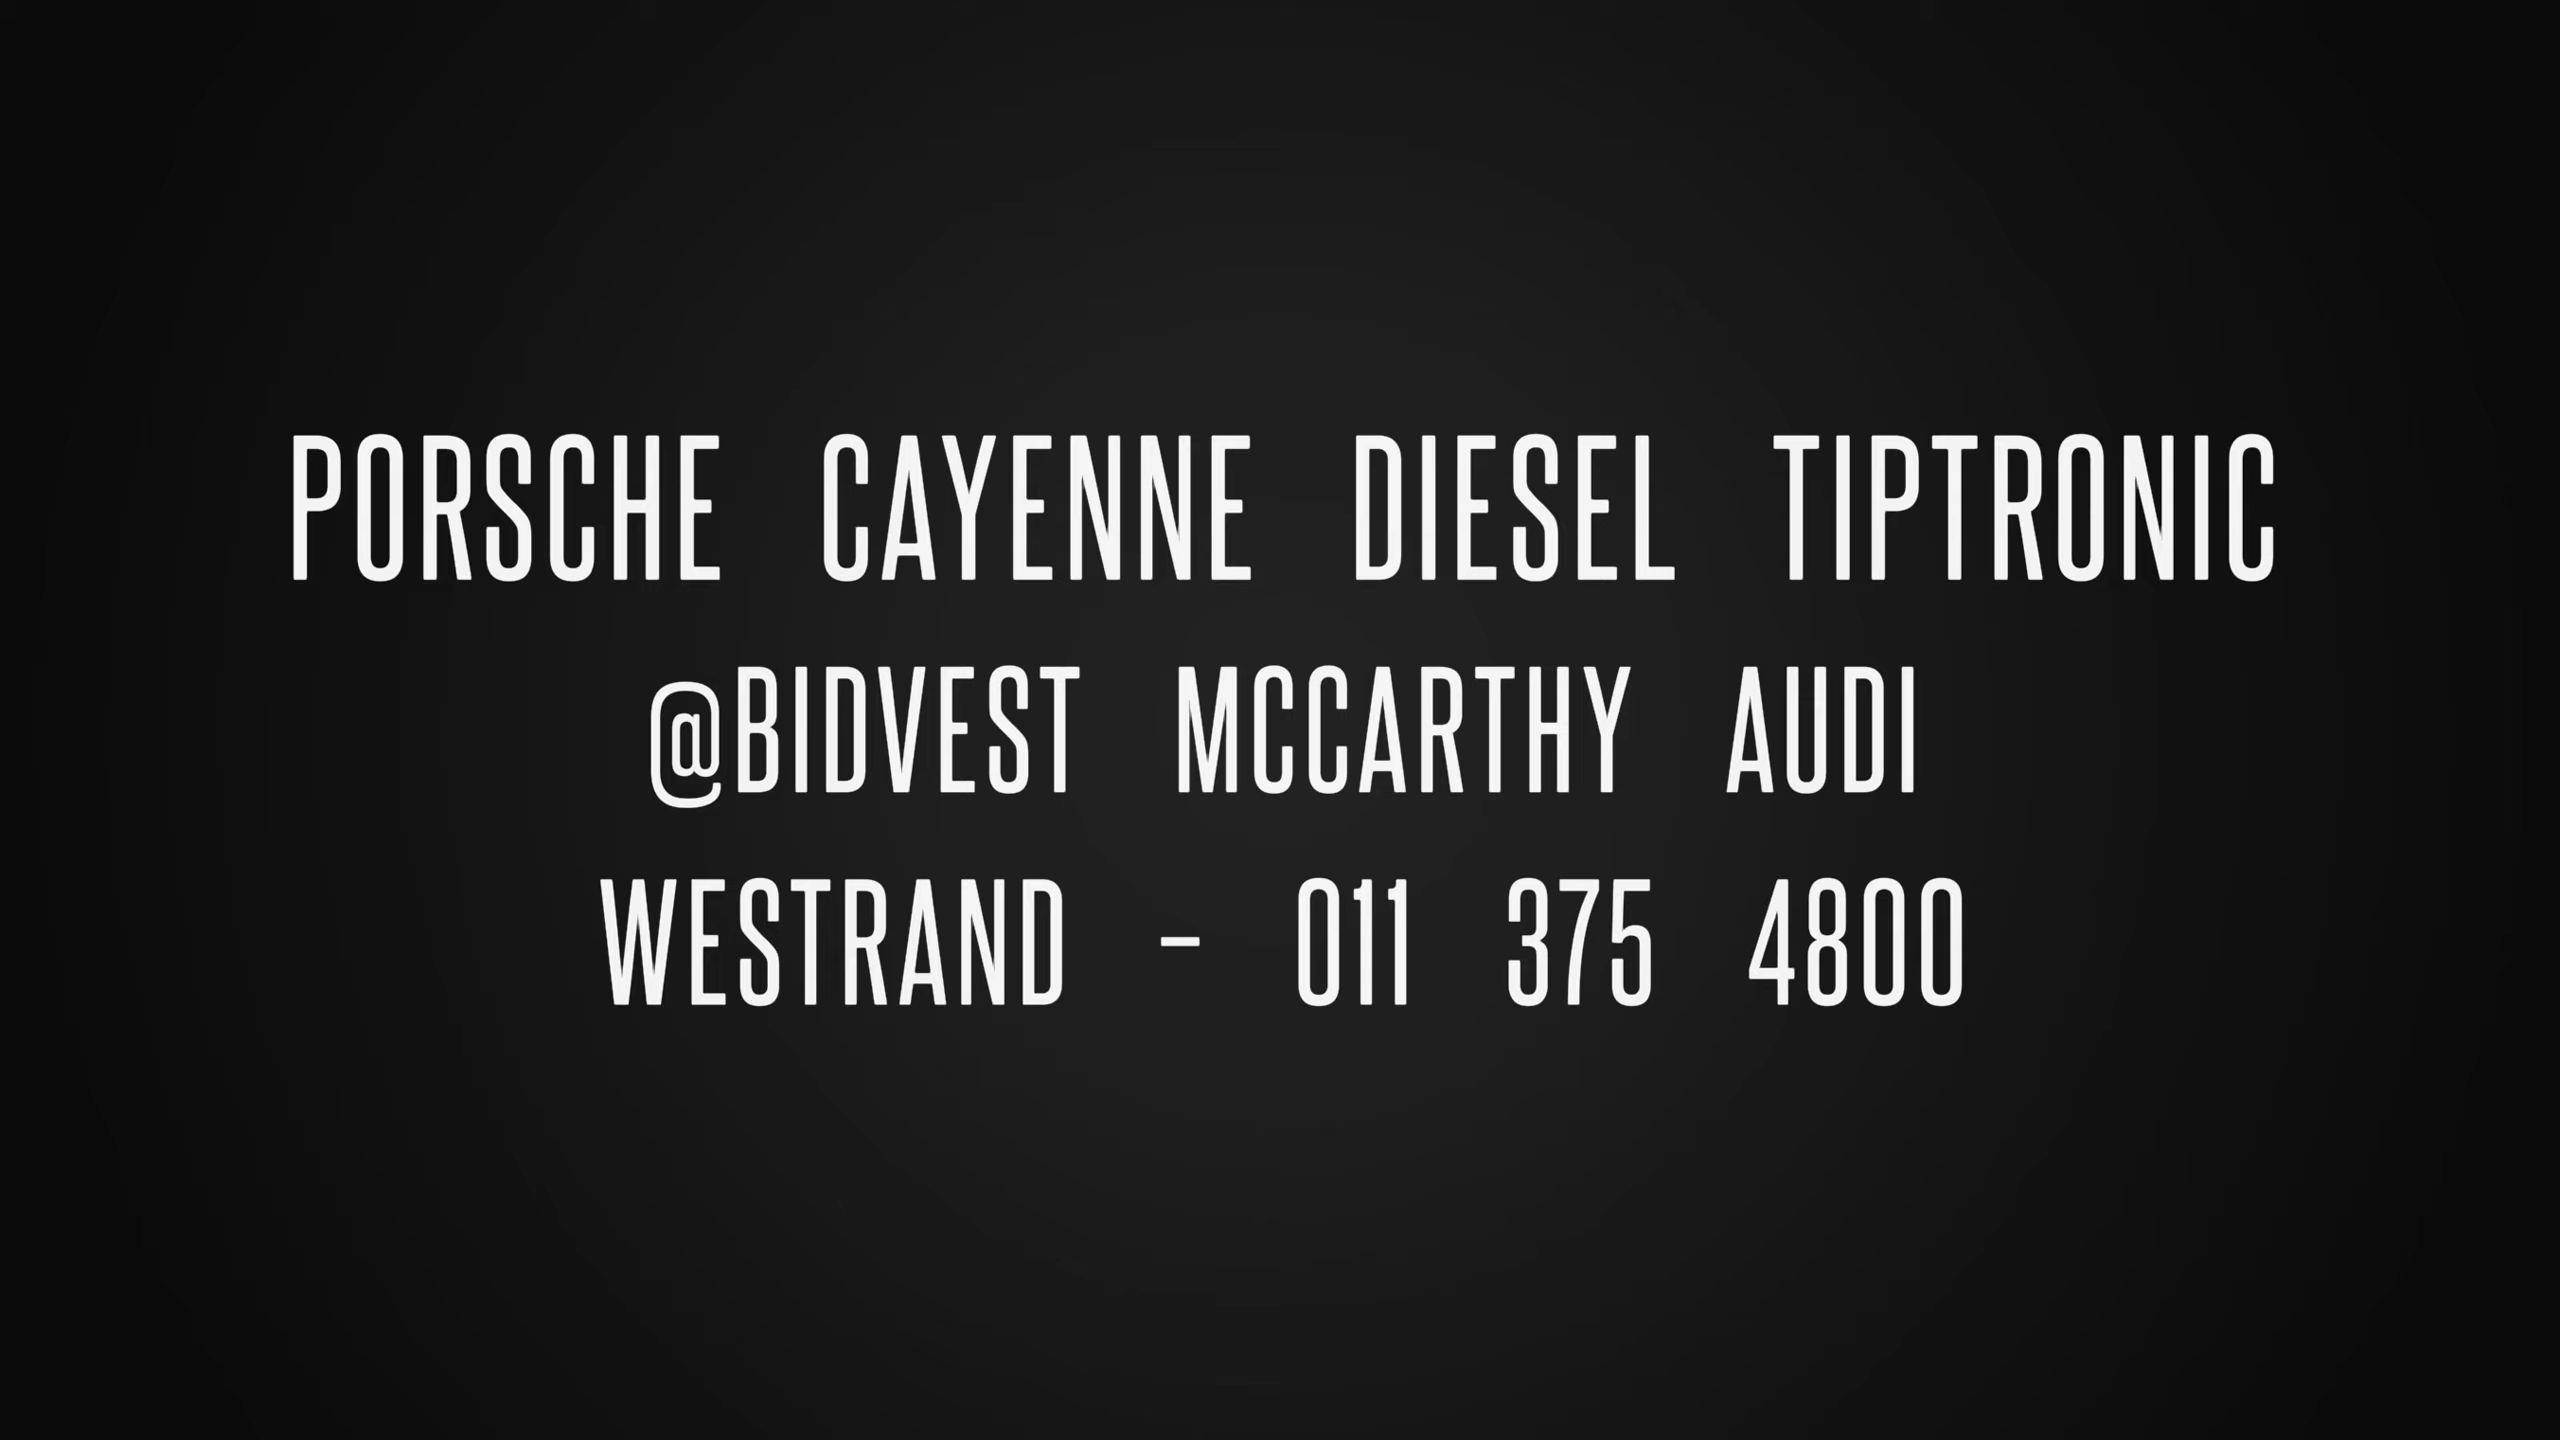 PORSCHE CAYENNE DIESEL TIPTRONIC
@BIDVEST MCCARTHY AUDI
WESTRAND - 011 375 4800